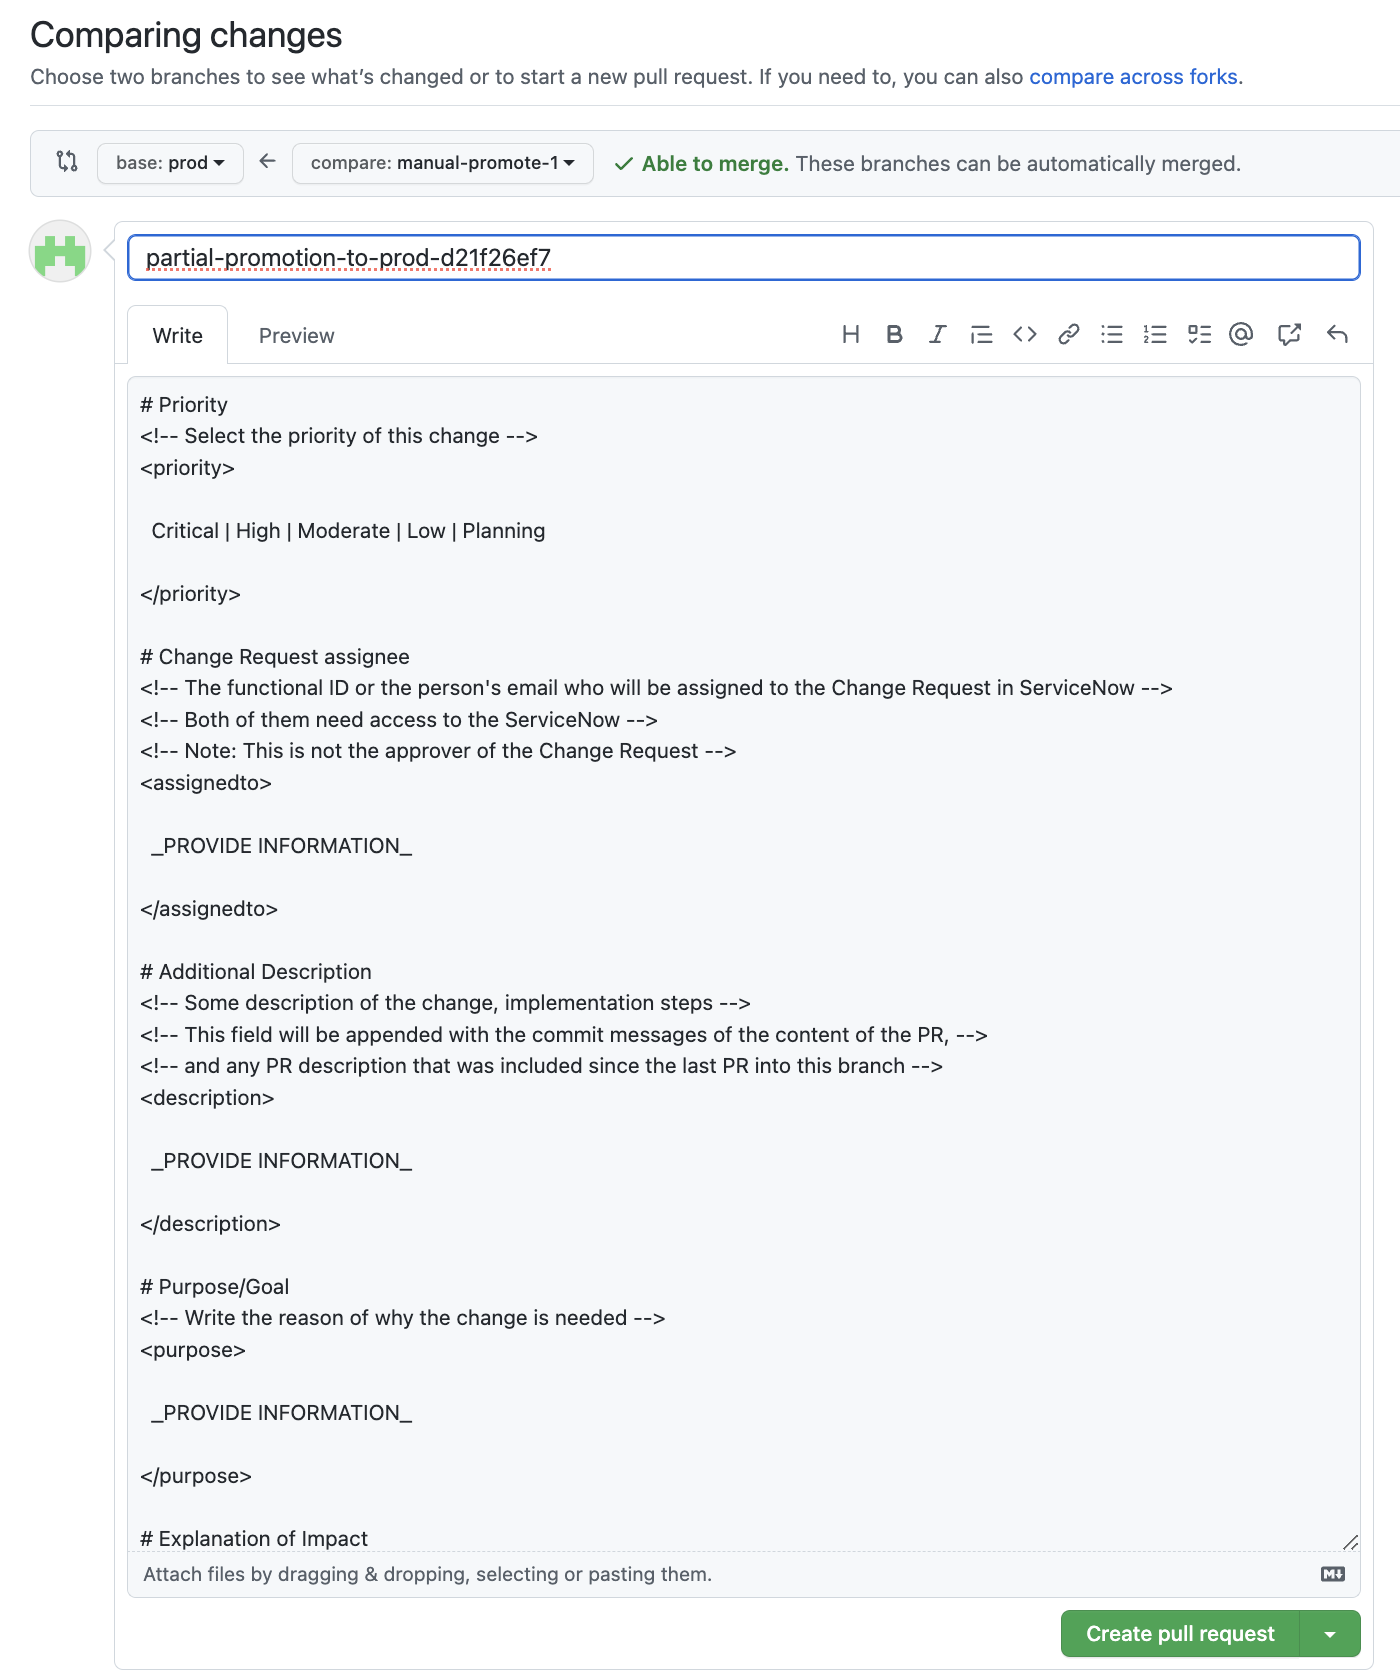 Comparing changes
Choose two branches to see what's changed or to start a new pull request. If you need to, you can also compare across forks.
base: prod compare: manual-promote-1 Able to merge. These branches can be automatically merged.
partial-promotion-to-prod-d21f26ef7
Write Preview
# Priority
<!-- Select the priority of this change -->
<priority>
Critical | High | Moderate | Low | Planning
</priority>
# Change Request assignee
<!-- The functional ID or the person's email who will be assigned to the Change Request in ServiceNow -->
<!-- Both of them need access to the ServiceNow -->
<!-- Note: This is not the approver of the Change Request -->
<assignedto>
_PROVIDE INFORMATION_
</assignedto>
# Additional Description
<!-- Some description of the change, implementation steps -->
<!-- This field will be appended with the commit messages of the content of the PR, -->
<!-- and any PR description that was included since the last PR into this branch -->
<description>
_PROVIDE INFORMATION_
</description>
# Purpose/Goal
<!-- Write the reason of why the change is needed -->
<purpose>
_PROVIDE INFORMATION_
</purpose>
# Explanation of Impact
Attach files by dragging & dropping, selecting or pasting them.
Create pull request